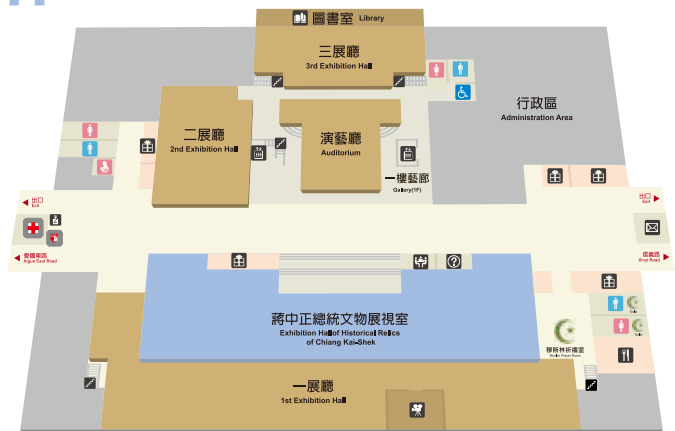 圖書室 Library
三展廳
3rd Exhibition Hall
行政區
Administration Area
二展廳
2nd Exhibition Hall
演藝廳
Auditorium
一樓藝廊
Gallery(1F)
出口
Exit
出口
Exit
愛國東路
Aiguo East Road
信義路
Xinyi Road
蔣中正總統文物展視室
Exhibition Hall of Historical Relics
of Chiang Kai-Shek
穆斯林祈禱室
Muslim Prayer Room
一展廳
1st Exhibition Hall